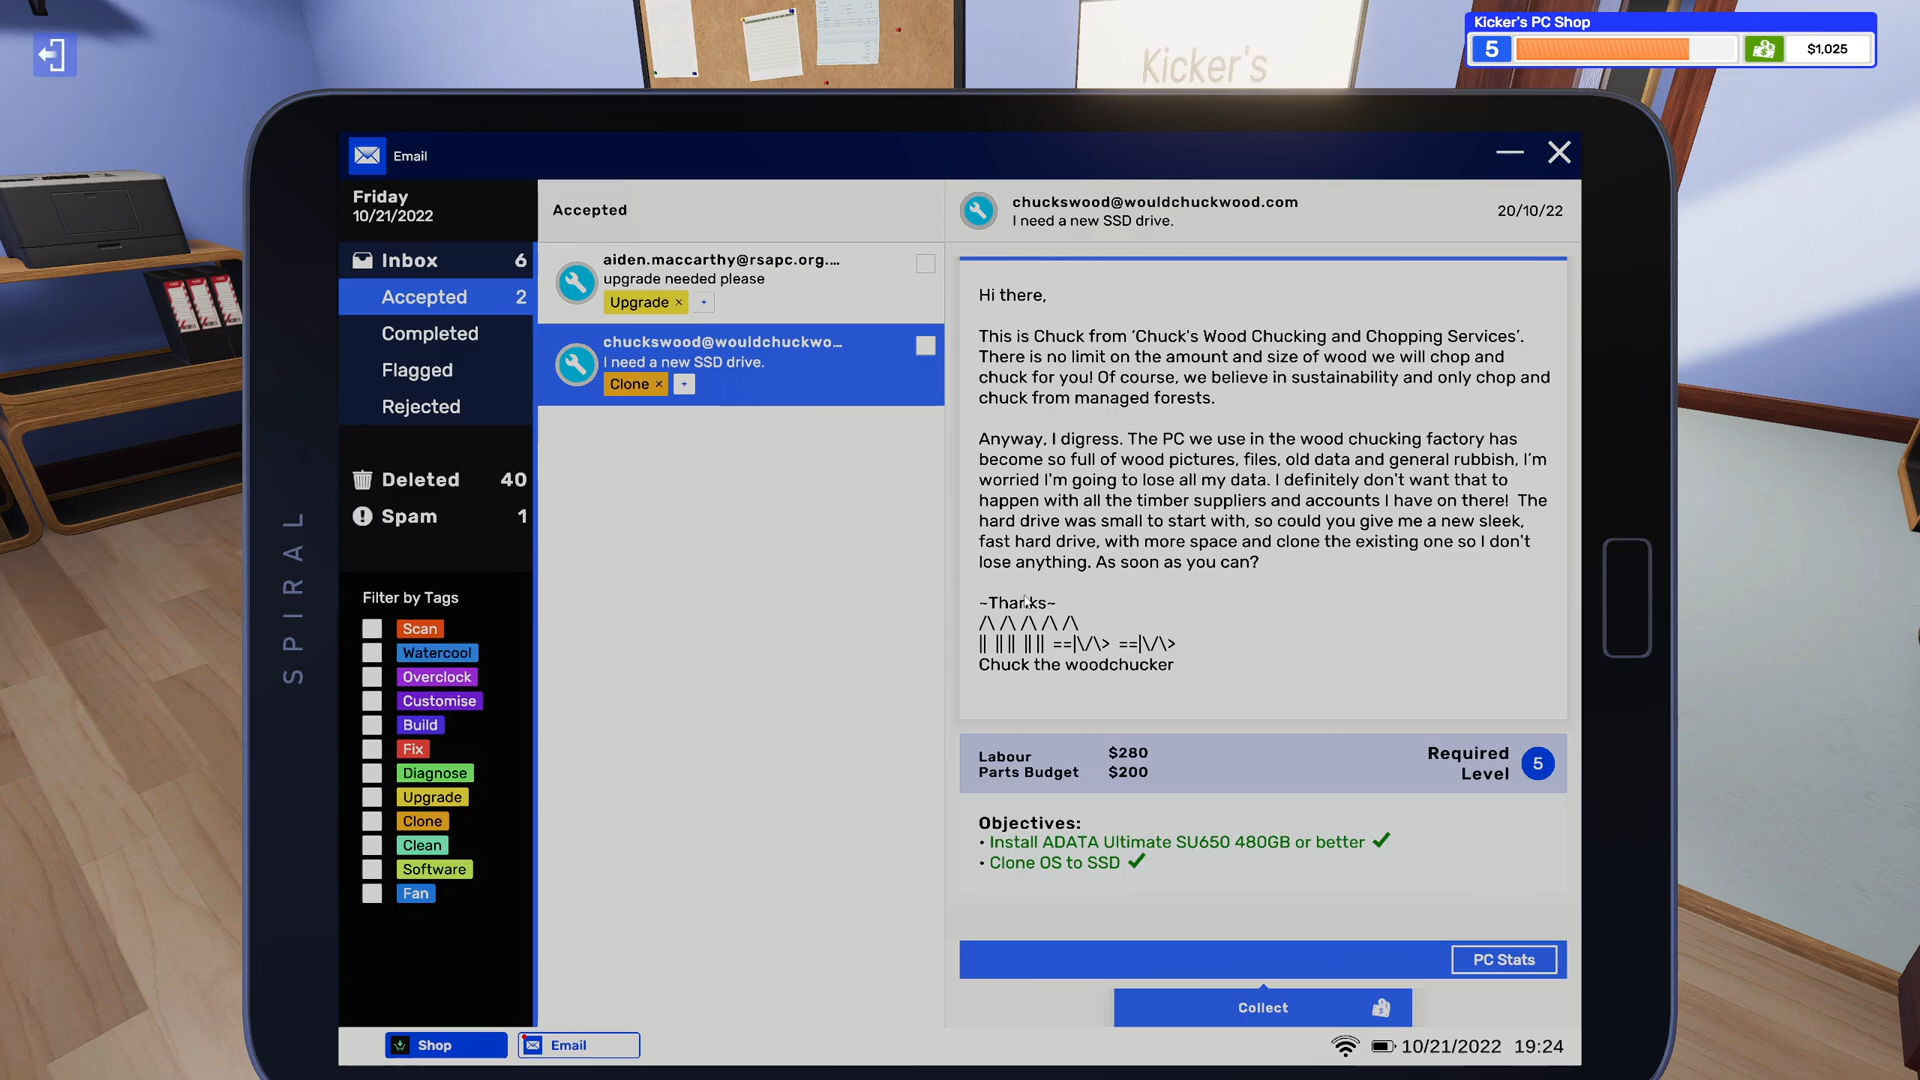 Kicker's PC Shop
5
$1,025
Kicker's
Email
Friday
10/21/2022
Inbox 6
Accepted 2
Completed
Flagged
Rejected
Deleted 40
Spam 1
Filter by Tags
Scan
Watercool
Overclock
Customise
Build
Fix
Diagnose
Upgrade
Clone
Clean
Software
Fan
SPIRAL
Accepted
aiden.maccarthy@rsapc.org....
upgrade needed please
Upgrade × +
chuckswood@wouldchuckwo...
I need a new SSD drive.
Clone × +
chuckswood@wouldchuckwood.com
I need a new SSD drive.
20/10/22
Hi there,
This is Chuck from ‘Chuck's Wood Chucking and Chopping Services’.
There is no limit on the amount and size of wood we will chop and
chuck for you! Of course, we believe in sustainability and only chop and
chuck from managed forests.
Anyway, I digress. The PC we use in the wood chucking factory has
become so full of wood pictures, files, old data and general rubbish, I’m
worried I'm going to lose all my data. I definitely don't want that to
happen with all the timber suppliers and accounts I have on there! The
hard drive was small to start with, so could you give me a new sleek,
fast hard drive, with more space and clone the existing one so I don't
lose anything. As soon as you can?
~Thanks~
/\ /\ /\ /\ /\
|| || || || || ==|\/\> ==|\/\>
Chuck the woodchucker
Labour $280
Parts Budget $200
Required
Level 5
Objectives:
• Install ADATA Ultimate SU650 480GB or better ✓
• Clone OS to SSD ✓
PC Stats
Collect
Shop
Email
10/21/2022 19:24